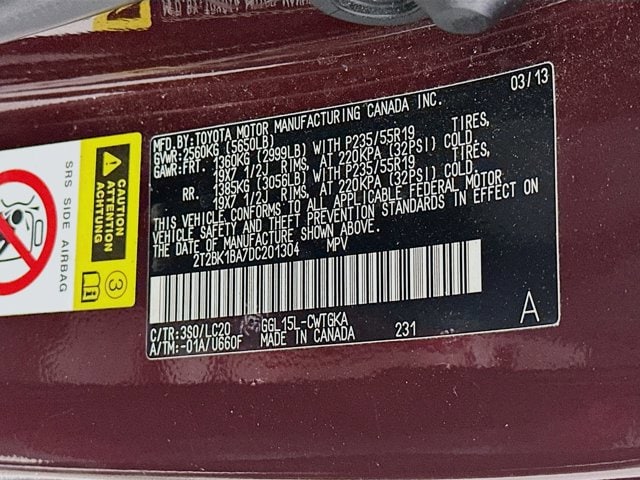 03/13
MFD.BY:TOYOTA MOTOR MANUFACTURING CANADA INC.
GVWR:2560KG (5650LB)
GAWR:FRT. 1360KG (2999LB) WITH P235/55R19 TIRES,
19X7 1/2J RIMS, AT 220KPA (32PSI) COLD.
RR. 1385KG (3056LB) WITH P235/55R19 TIRES,
19X7 1/2J RIMS, AT 220KPA (32PSI) COLD.
THIS VEHICLE CONFORMS TO ALL APPLICABLE FEDERAL MOTOR
VEHICLE SAFETY AND THEFT PREVENTION STANDARDS IN EFFECT ON
THE DATE OF MANUFACTURE SHOWN ABOVE.
2T2BK1BA7DC201304 MPV
C/TR:3S0/LC20 GGL15L-CWTGKA
A/TM:-01A/U660F MADE IN CANADA 231
A
CAUTION
ATTENTION
ACHTUNG
3
SRS SIDE AIRBAG